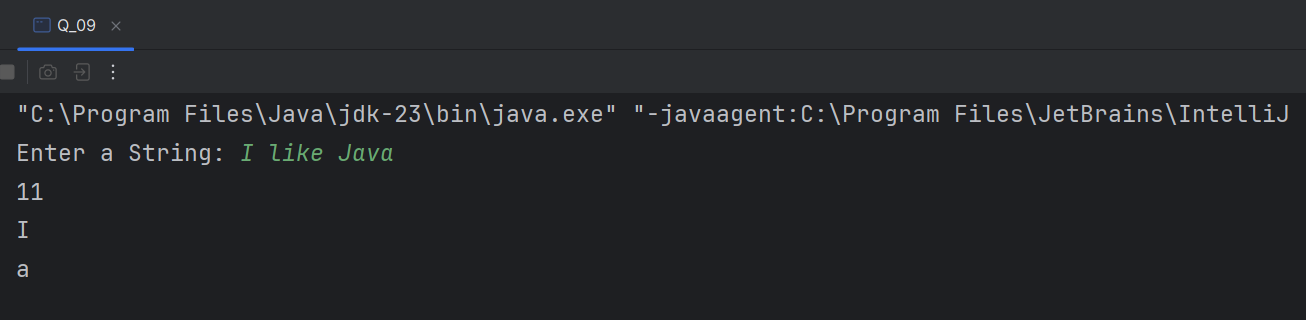 Q_09
"C:\Program Files\Java\jdk-23\bin\java.exe" "-javaagent:C:\Program Files\JetBrains\IntelliJ
Enter a String: I like Java
11
I
a